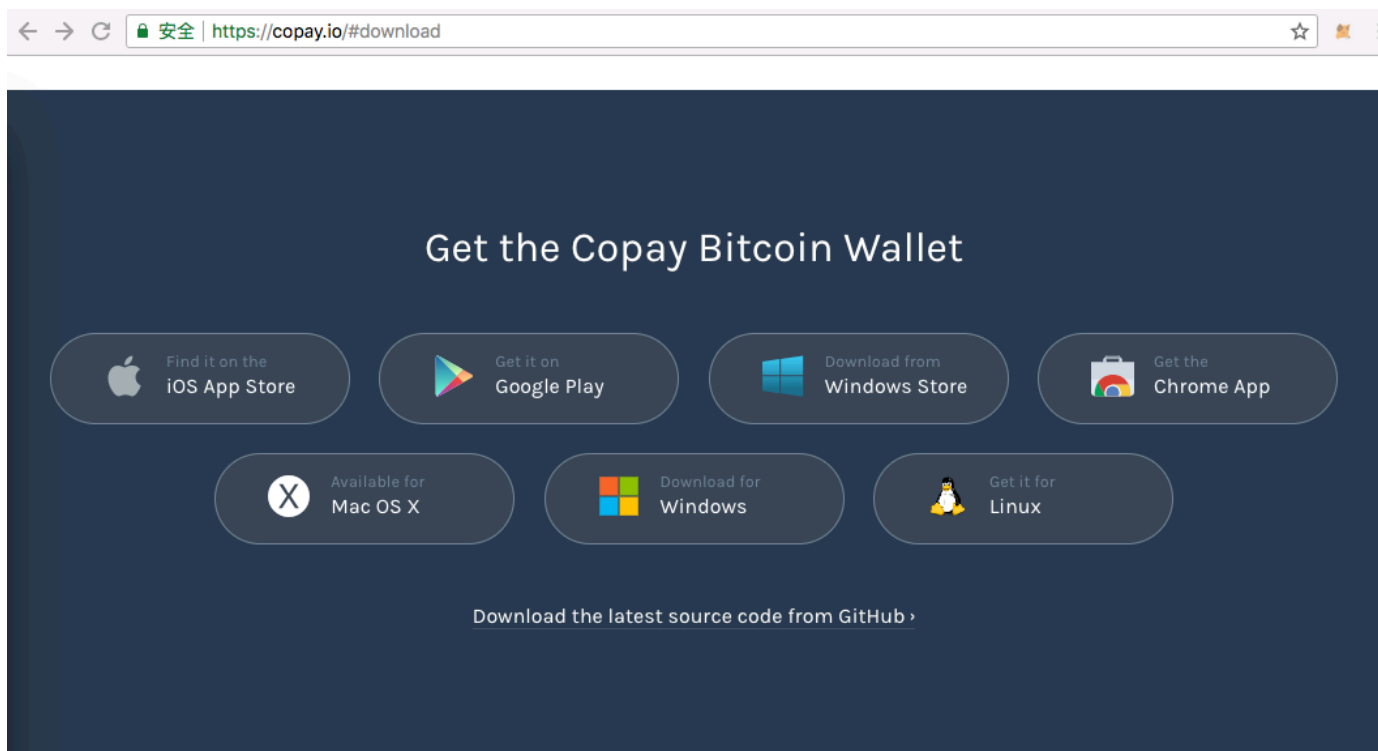 安全 https://copay.io/#download
Get the Copay Bitcoin Wallet
Find it on the
iOS App Store
Get it on
Google Play
Download from
Windows Store
Get the
Chrome App
Available for
X
Mac OS X
Download for
Windows
Get it for
Linux
Download the latest source code from GitHub ›